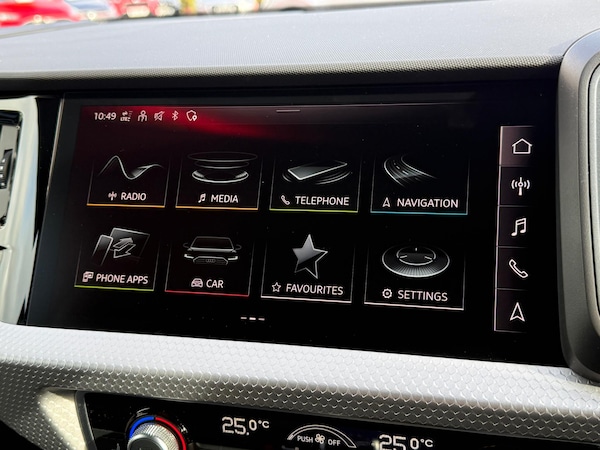 10:49
RADIO
MEDIA
TELEPHONE
NAVIGATION
PHONE APPS
CAR
FAVOURITES
SETTINGS
25.0°C
PUSH OFF
25.0°C